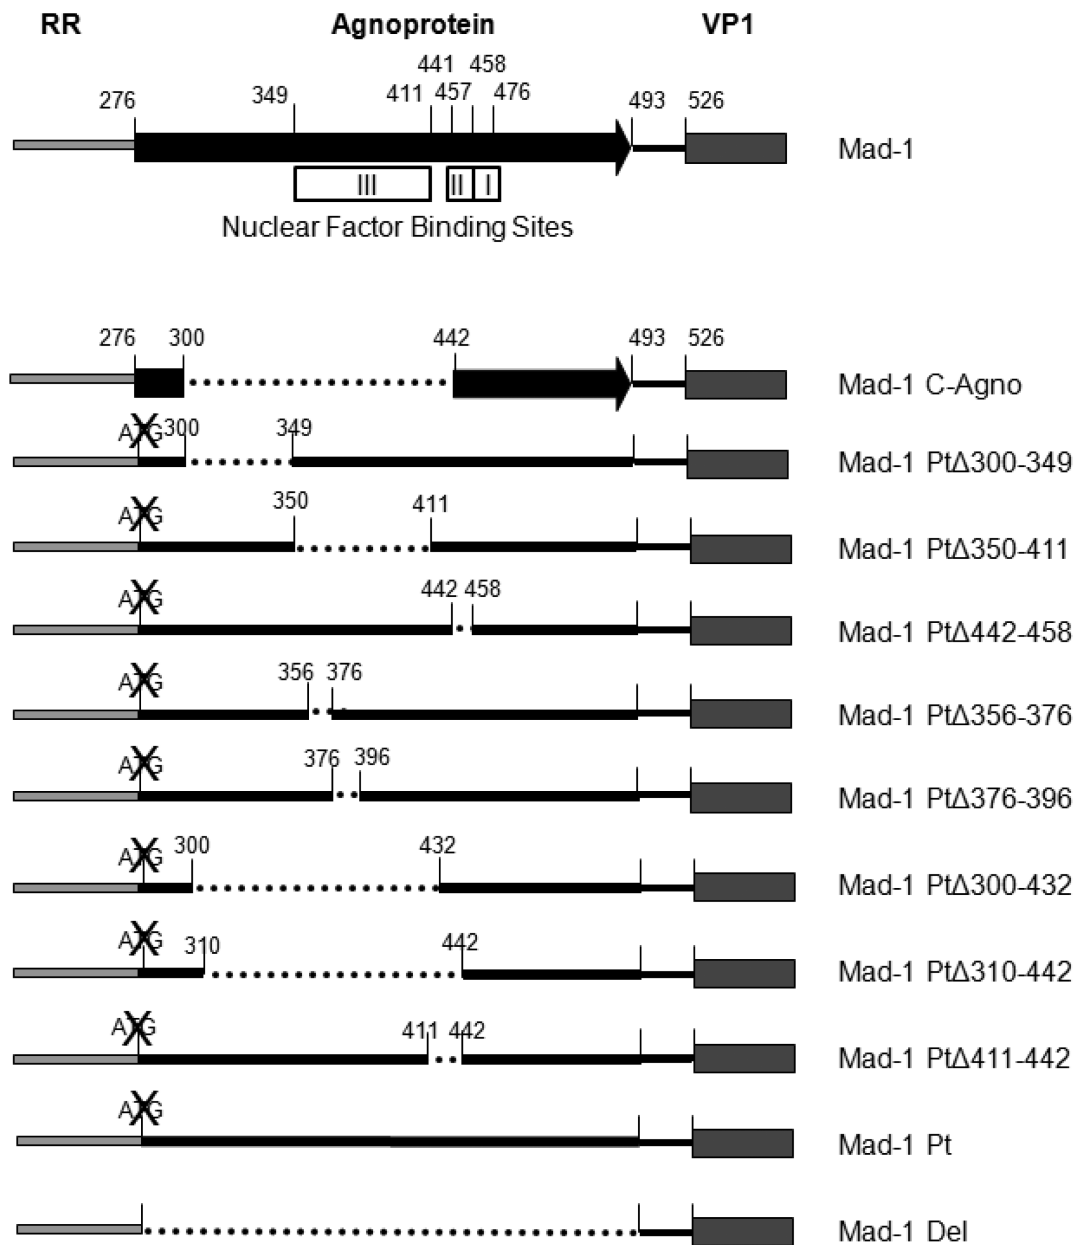 RR Agnoprotein VP1
441 458
276 349 411 457 476 493 526
Mad-1
III II I
Nuclear Factor Binding Sites
276 300 442 493 526
Mad-1 C-Agno
ATG 300 349
Mad-1 PtΔ300-349
ATG 350 411
Mad-1 PtΔ350-411
ATG 442 458
Mad-1 PtΔ442-458
ATG 356 376
Mad-1 PtΔ356-376
ATG 376 396
Mad-1 PtΔ376-396
ATG 300 432
Mad-1 PtΔ300-432
ATG 310 442
Mad-1 PtΔ310-442
ATG 411 442
Mad-1 PtΔ411-442
ATG
Mad-1 Pt
Mad-1 Del